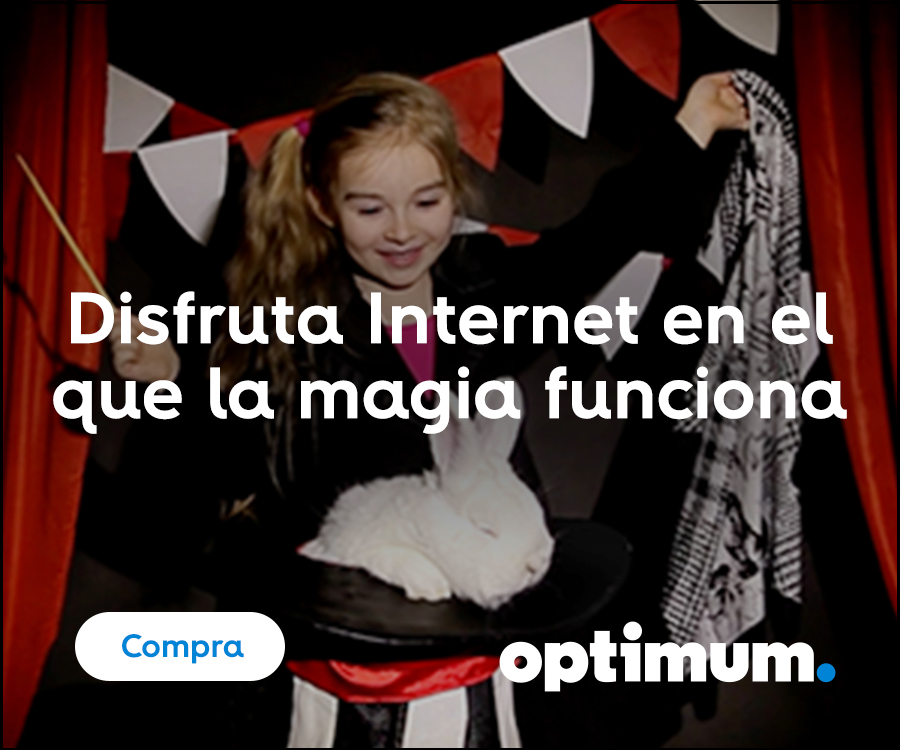 Disfruta Internet en el
que la magia funciona
Compra
optimum.